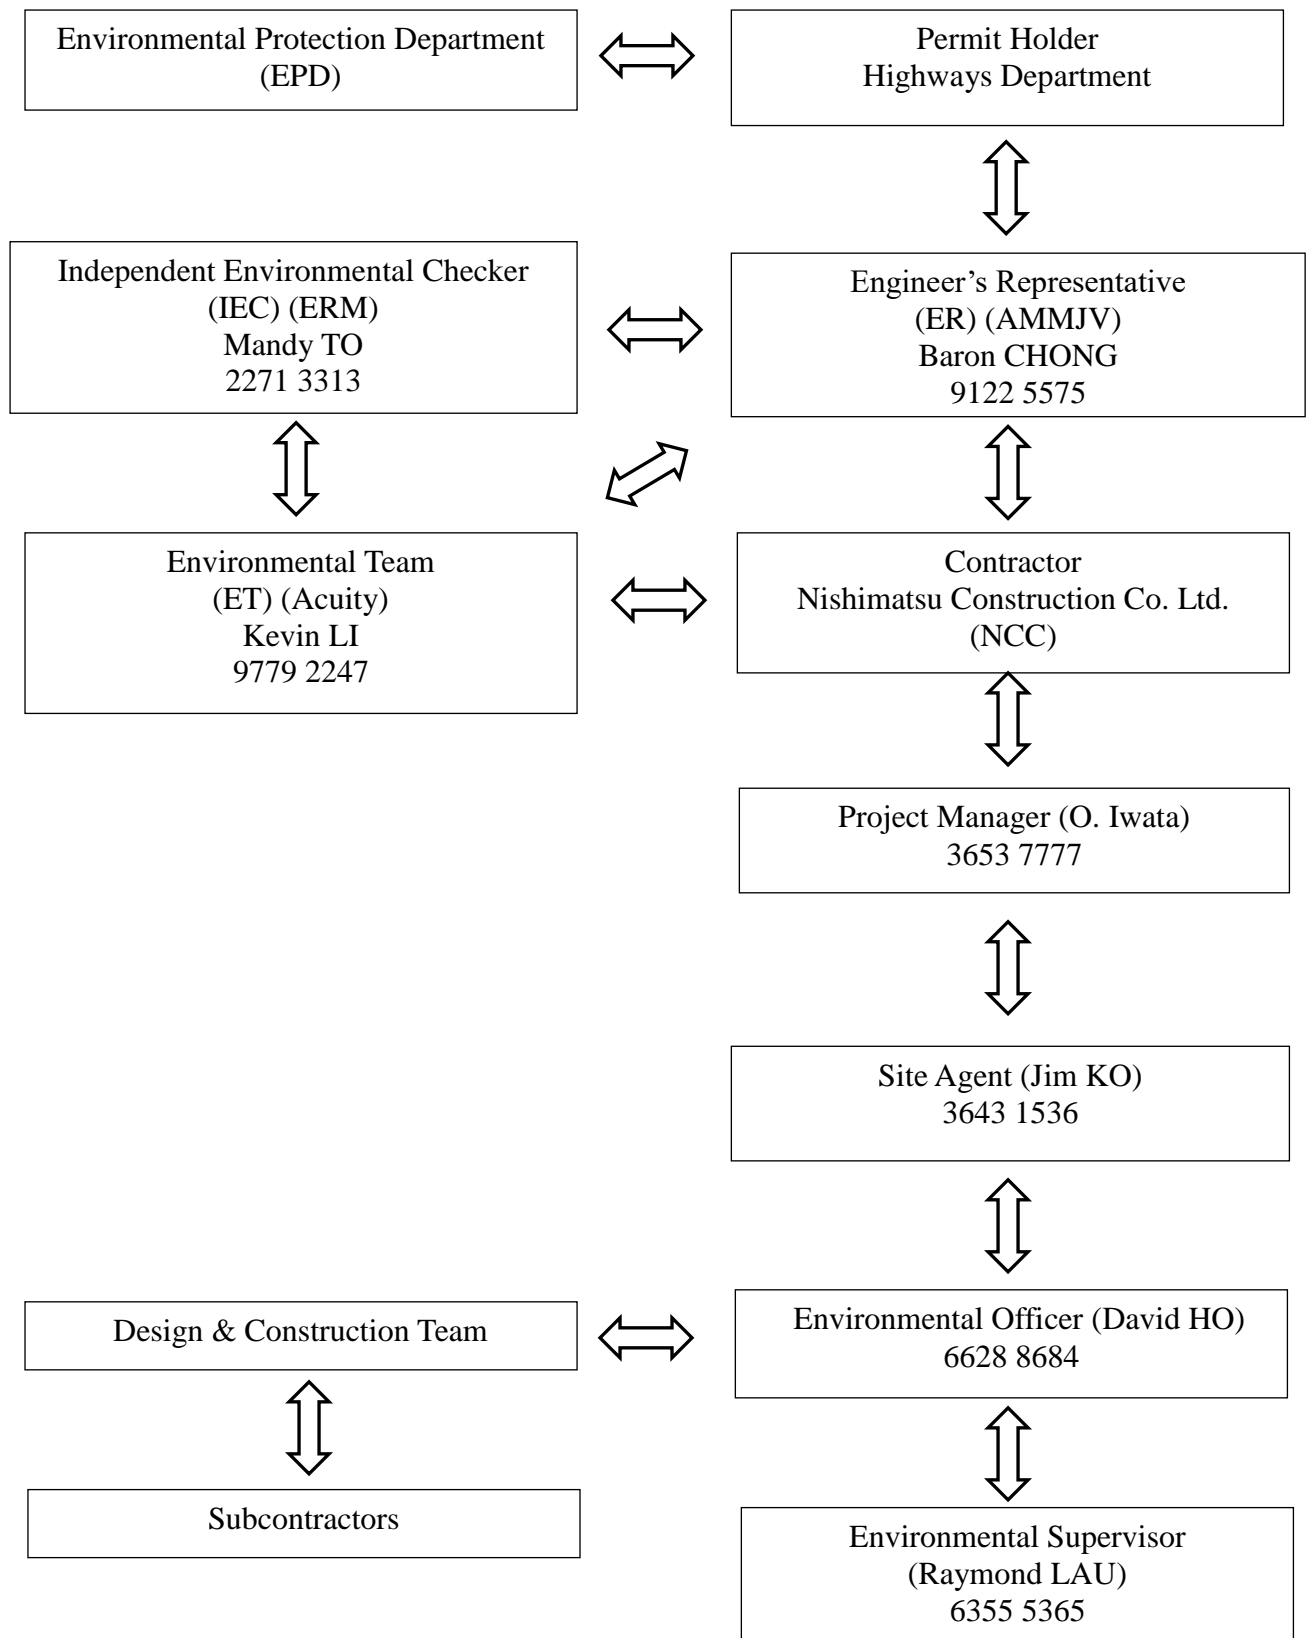 Environmental Protection Department
(EPD)
Permit Holder
Highways Department
Independent Environmental Checker
(IEC) (ERM)
Mandy TO
2271 3313
Engineer’s Representative
(ER) (AMMJV)
Baron CHONG
9122 5575
Environmental Team
(ET) (Acuity)
Kevin LI
9779 2247
Contractor
Nishimatsu Construction Co. Ltd.
(NCC)
Project Manager (O. Iwata)
3653 7777
Site Agent (Jim KO)
3643 1536
Design & Construction Team
Environmental Officer (David HO)
6628 8684
Subcontractors
Environmental Supervisor
(Raymond LAU)
6355 5365